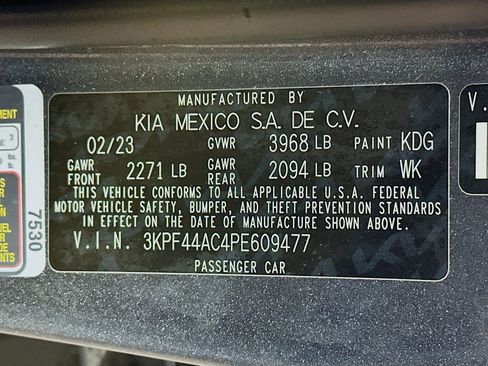 MANUFACTURED BY
KIA MEXICO S.A. DE C.V.
02/23 GVWR 3968 LB PAINT KDG
GAWR FRONT 2271 LB GAWR REAR 2094 LB TRIM WK
THIS VEHICLE CONFORMS TO ALL APPLICABLE U.S.A. FEDERAL
MOTOR VEHICLE SAFETY, BUMPER, AND THEFT PREVENTION STANDARDS
IN EFFECT ON THE DATE OF MANUFACTURE SHOWN ABOVE.
V.I.N. 3KPF44AC4PE609477
PASSENGER CAR
7530
V.